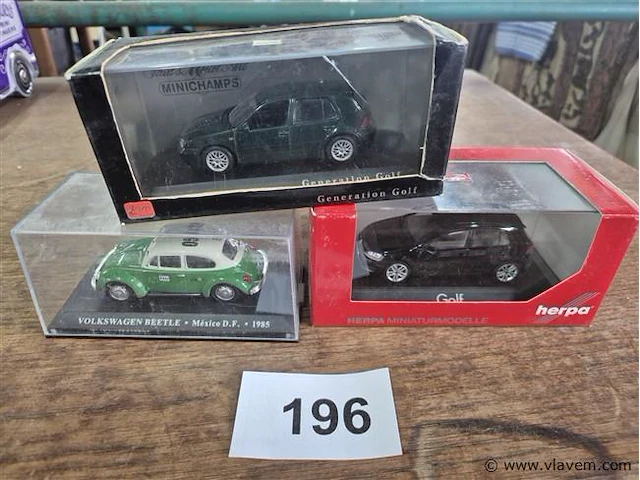 MINICHAMPS
Generation Golf
Generation Golf
VOLKSWAGEN BEETLE • México D.F. • 1985
Golf
herpa
HERPA MINIATURMODELLE
196
© www.vlavem.com